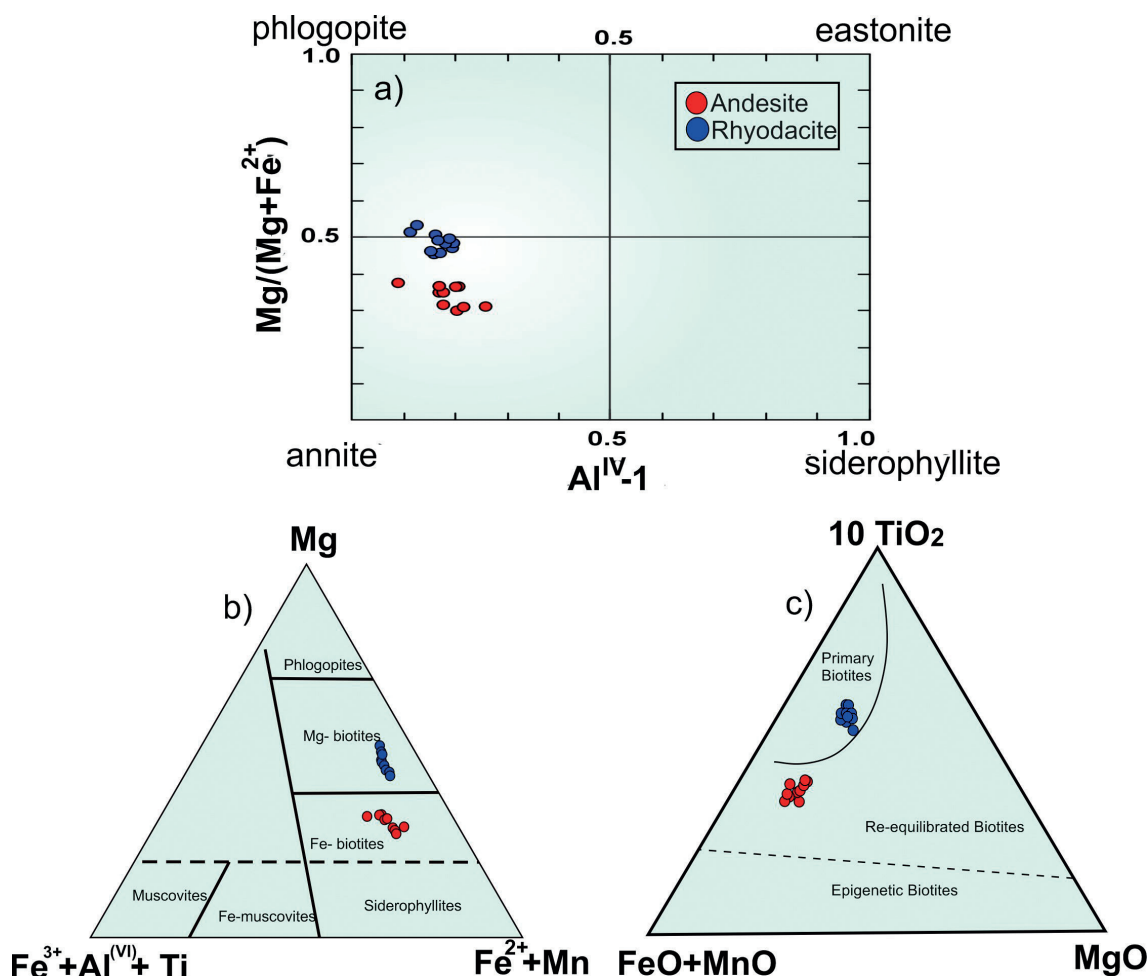 phlogopite
eastonite
0.5
1.0
a)
Andesite
Rhyodacite
Mg/(Mg+Fe²⁺)
0.5
annite
0.5
1.0
siderophyllite
Al^IV-1
Mg
b)
Phlogopites
Mg- biotites
Fe- biotites
Muscovites
Fe-muscovites
Siderophyllites
Fe³⁺+Al⁽ⱽᴵ⁾+ Ti
Fe²⁺+Mn
10 TiO₂
c)
Primary
Biotites
Re-equilibrated Biotites
Epigenetic Biotites
FeO+MnO
MgO